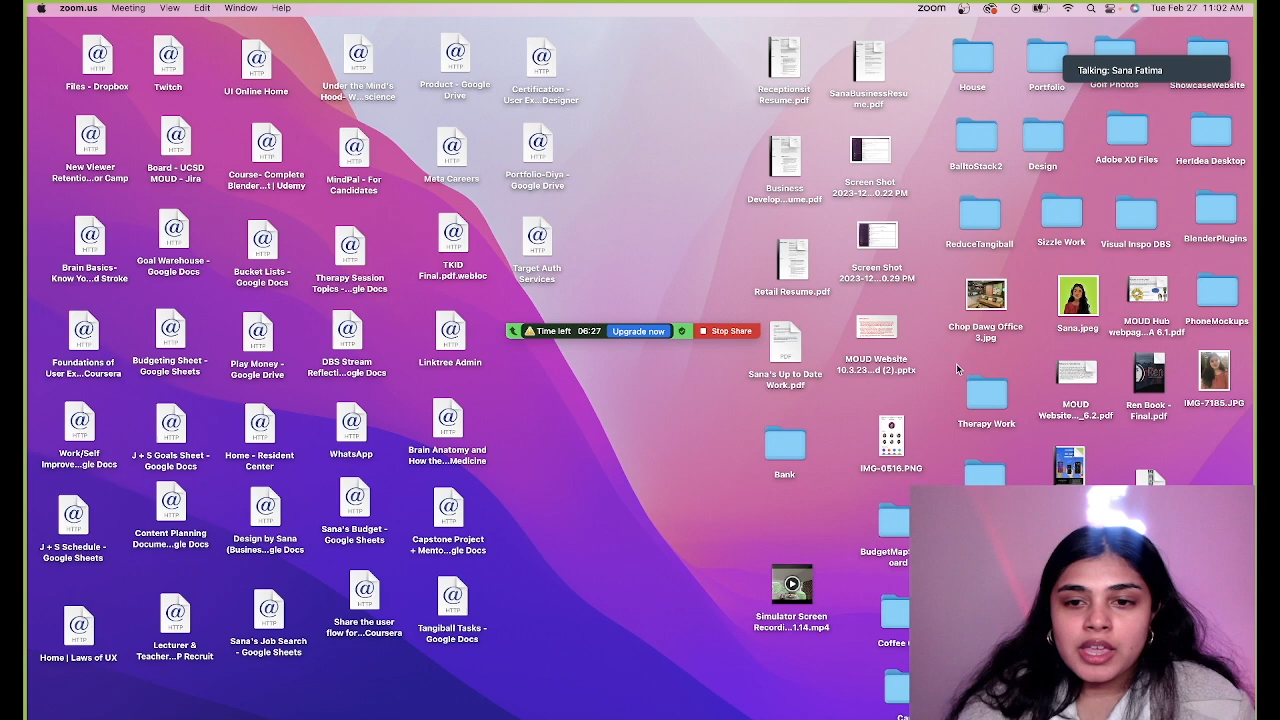 zoom.us Meeting View Edit Window Help
zoom Tue Feb 27 11:02 AM
Talking: Sana Fatima
Files - Dropbox
Twitch
UI Online Home
Under the Mind's
Hood- W...science
Product - Google
Drive
Certification -
User Ex...Designer
Receptionsit
Resume.pdf
SanaBusinessResu
me.pdf
House
Portfolio
Golf Photos
ShowcaseWebsite
New Viewer
Retentio...or Camp
Board - UCSD
MOUD - Jira
Course- Complete
Blender...t | Udemy
MindPal - For
Candidates
Meta Careers
Portfolio-Diya -
Google Drive
Business
Develop...ume.pdf
Screen Shot
2023-12...0.22 PM
BalltoStack2
Design
Adobe XD Files
HerIdea Desktop
Brain Basics-
Know Yo...d Stroke
Goal Warehouse -
Google Docs
Bucket Lists -
Google Docs
Therapy Session
Topics -...gle Docs
TKID
Final.pdf.webloc
Target Auth
Services
Retail Resume.pdf
Screen Shot
2023-12...0.29 PM
ReduceTangiball
Sizzle Work
Visual Inspo DBS
BlenderPlugins
Time left 06:27 Upgrade now Stop Share
Foundations of
User Ex...Coursera
Budgeting Sheet -
Google Sheets
Play Money -
Google Drive
DBS Stream
Reflecti...ogle Docs
Linktree Admin
Sana's Up to Date
Work.pdf
MOUD Website
10.3.23...d (2).pptx
Chop Dawg Office
3.jpg
Sana.jpeg
MOUD Hub
webpag...A 6.1.pdf
PhoneMockups
Work/Self
Improve...gle Docs
J + S Goals Sheet -
Google Docs
Home - Resident
Center
WhatsApp
Brain Anatomy and
How the...Medicine
Bank
IMG-0516.PNG
Therapy Work
MOUD
Website..._6.2.pdf
Ren Book -
Final.pdf
IMG-7185.JPG
J + S Schedule -
Google Sheets
Content Planning
Docume...gle Docs
Design by Sana
(Busines...gle Docs
Sana's Budget -
Google Sheets
Capstone Project
+ Mento...gle Docs
Simulator Screen
Recordi...1.14.mp4
Home | Laws of UX
Lecturer &
Teacher...P Recruit
Sana's Job Search
- Google Sheets
Share the user
flow for...Coursera
Tangiball Tasks -
Google Docs